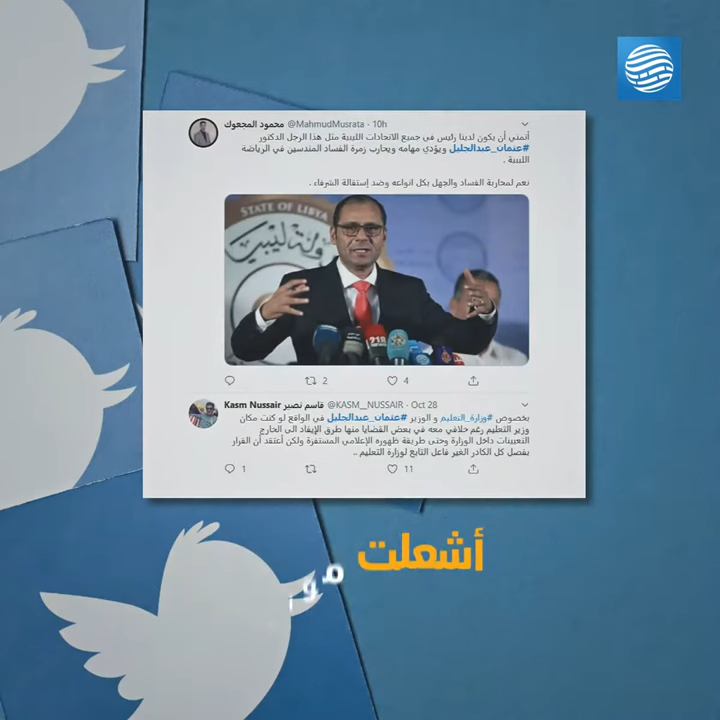 محمود المجعوك @MahmudMusrata · 10h
أتمنى أن يكون لدينا رئيس في جميع الاتحادات الليبية مثل هذا الرجل الدكتور
#عثمان_عبدالجليل ويؤدي مهامه ويحارب زمرة الفساد المندسين في الرياضة
الليبية .
نعم لمحاربة الفساد والجهل بكل انواعه وضد إستقالة الشرفاء .
STATE OF LIBYA
218
2 4
Kasm Nussair قاسم نصير @KASM_NUSSAIR · Oct 28
بخصوص #وزارة_التعليم و الوزير #عثمان_عبدالجليل في الواقع لو كنت مكان
وزير التعليم رغم خلافي معه في بعض القضايا منها طرق الإيفاد الى الخارج
التعيينات داخل الوزارة وحتى طريقة ظهوره الإعلامي المستفزة ولكن أعتقد أن القرار
بفصل كل الكادر الغير فاعل التابع لوزارة التعليم ..
1 11
أشعلت